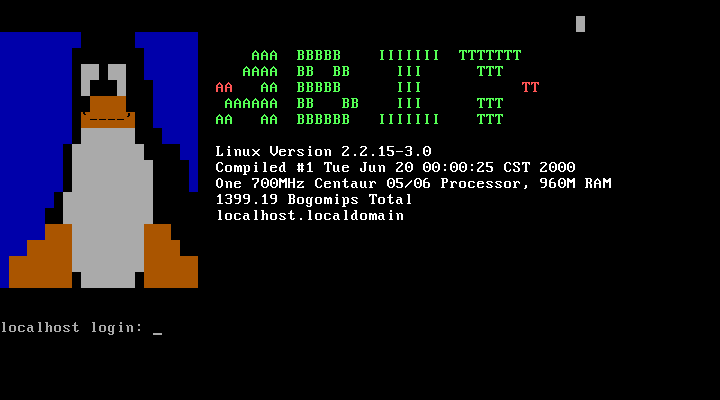 AAA  BBBBB    IIIIIII  TTTTTTT
AAAA  BB  BB     III      TTT
AA   AA  BBBBB      III           TT
AAAAAA  BB   BB    III      TTT
AA   AA  BBBBBB   IIIIIII    TTT
Linux Version 2.2.15-3.0
Compiled #1 Tue Jun 20 00:00:25 CST 2000
One 700MHz Centaur 05/06 Processor, 960M RAM
1399.19 Bogomips Total
localhost.localdomain
localhost login: _